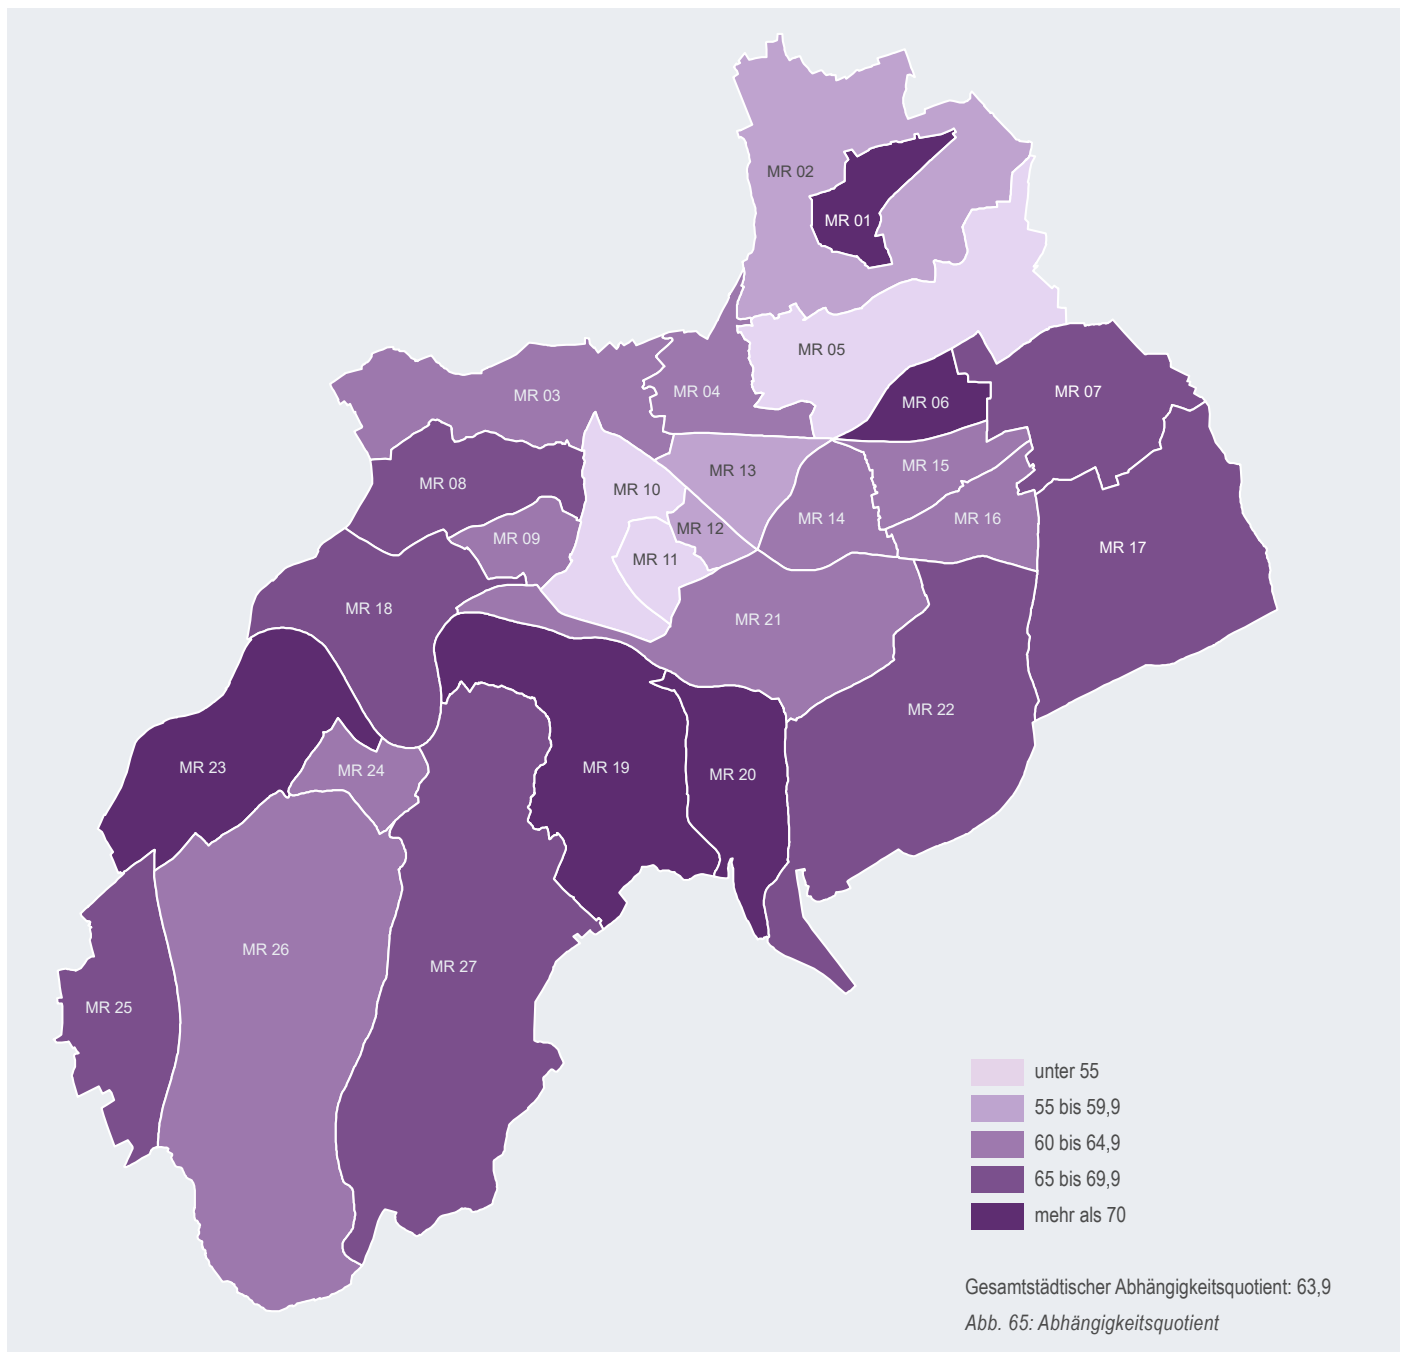 MR 02
MR 01
MR 05
MR 03
MR 04
MR 06
MR 07
MR 13
MR 15
MR 08
MR 10
MR 14
MR 16
MR 12
MR 09
MR 11
MR 17
MR 18
MR 21
MR 22
MR 23
MR 24
MR 19
MR 20
MR 26
MR 27
MR 25
unter 55
55 bis 59,9
60 bis 64,9
65 bis 69,9
mehr als 70
Gesamtstädtischer Abhängigkeitsquotient: 63,9
Abb. 65: Abhängigkeitsquotient